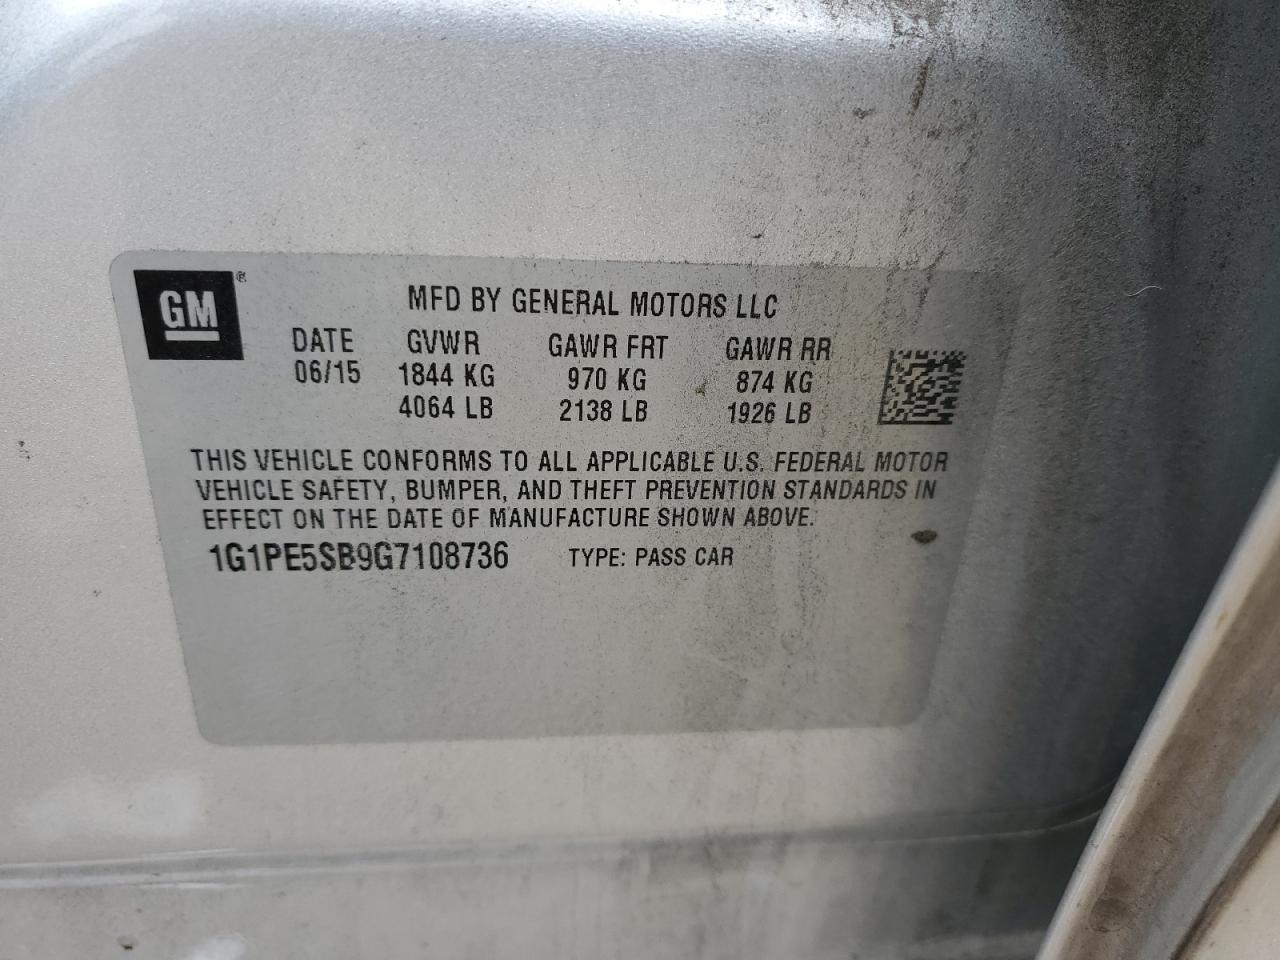 GM®
MFD BY GENERAL MOTORS LLC
DATE GVWR GAWR FRT GAWR RR
06/15 1844 KG 970 KG 874 KG
4064 LB 2138 LB 1926 LB
THIS VEHICLE CONFORMS TO ALL APPLICABLE U.S. FEDERAL MOTOR
VEHICLE SAFETY, BUMPER, AND THEFT PREVENTION STANDARDS IN
EFFECT ON THE DATE OF MANUFACTURE SHOWN ABOVE.
1G1PE5SB9G7108736 TYPE: PASS CAR